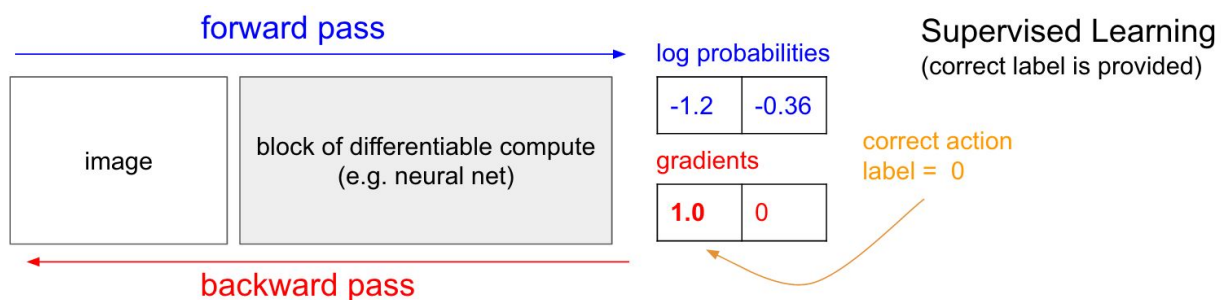 forward pass
Supervised Learning
(correct label is provided)
log probabilities
-1.2 -0.36
image
block of differentiable compute
(e.g. neural net)
correct action
label = 0
gradients
1.0 0
backward pass